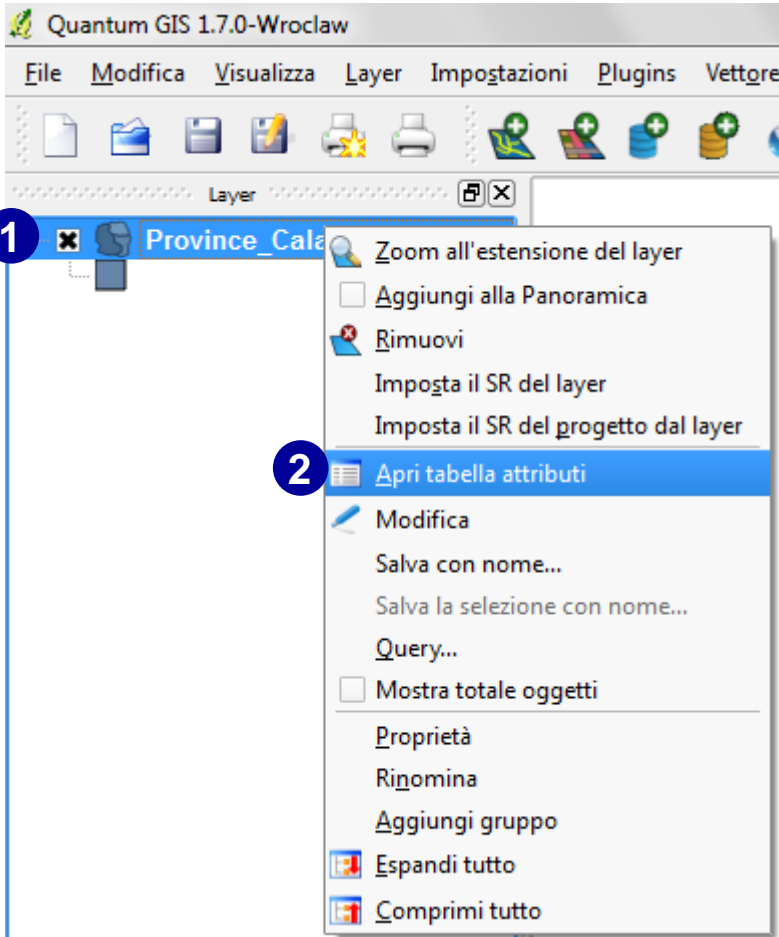 Quantum GIS 1.7.0-Wroclaw
File Modifica Visualizza Layer Impostazioni Plugins Vettore
Layer
1
Province_Cala
Zoom all'estensione del layer
Aggiungi alla Panoramica
Rimuovi
Imposta il SR del layer
Imposta il SR del progetto dal layer
2
Apri tabella attributi
Modifica
Salva con nome...
Salva la selezione con nome...
Query...
Mostra totale oggetti
Proprietà
Rinomina
Aggiungi gruppo
Espandi tutto
Comprimi tutto